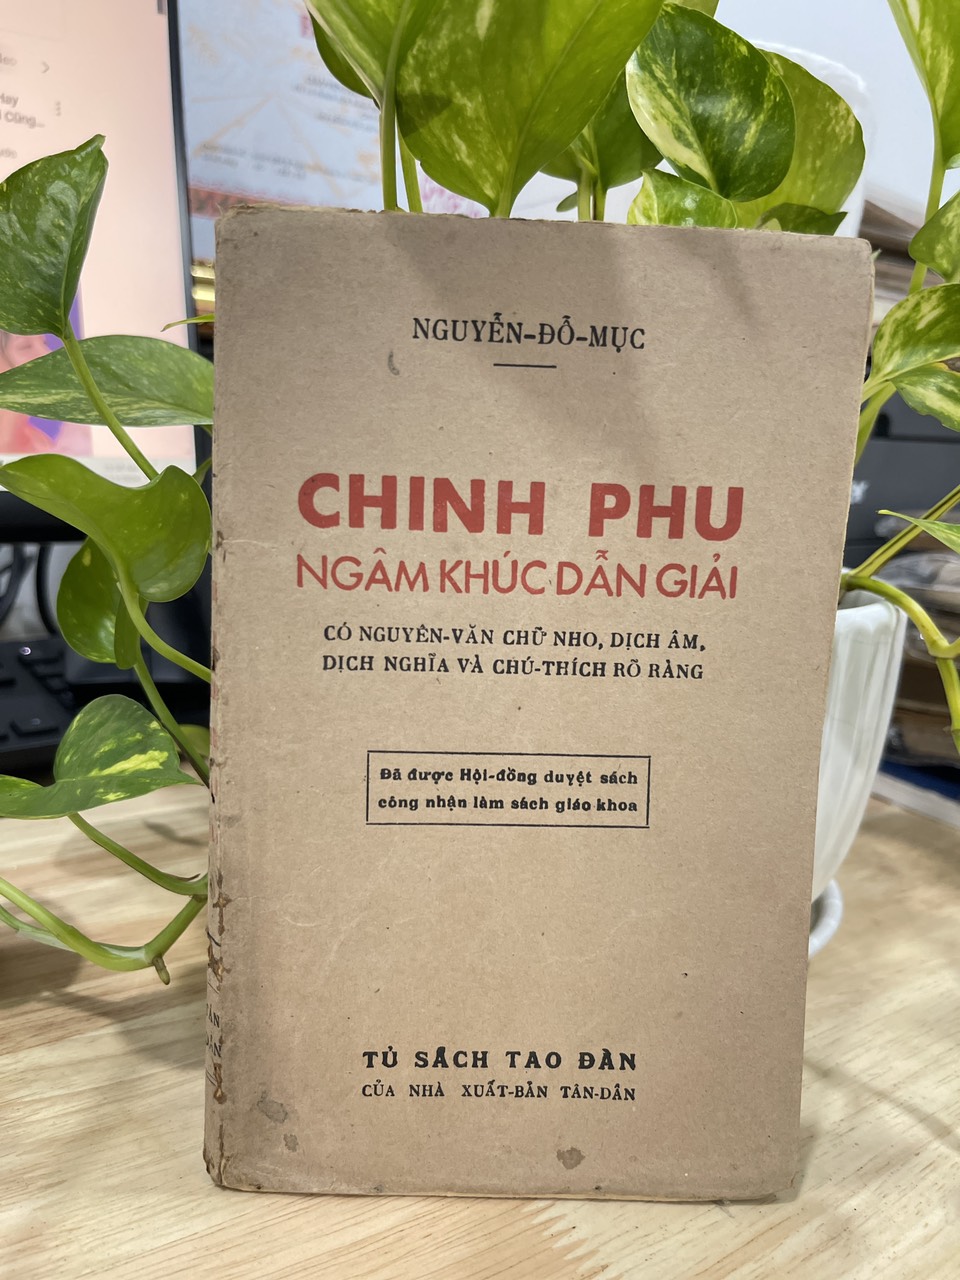 NGUYỄN-ĐỖ-MỤC
CHINH PHU
NGÂM KHÚC DẪN GIẢI
CÓ NGUYÊN-VĂN CHỮ NHO, DỊCH ÂM,
DỊCH NGHĨA VÀ CHÚ-THÍCH RÕ RÀNG
Đã được Hội-đồng duyệt sách
công nhận làm sách giáo khoa
TỦ SÁCH TAO ĐÀN
CỦA NHÀ XUẤT-BẢN TÂN-DÂN